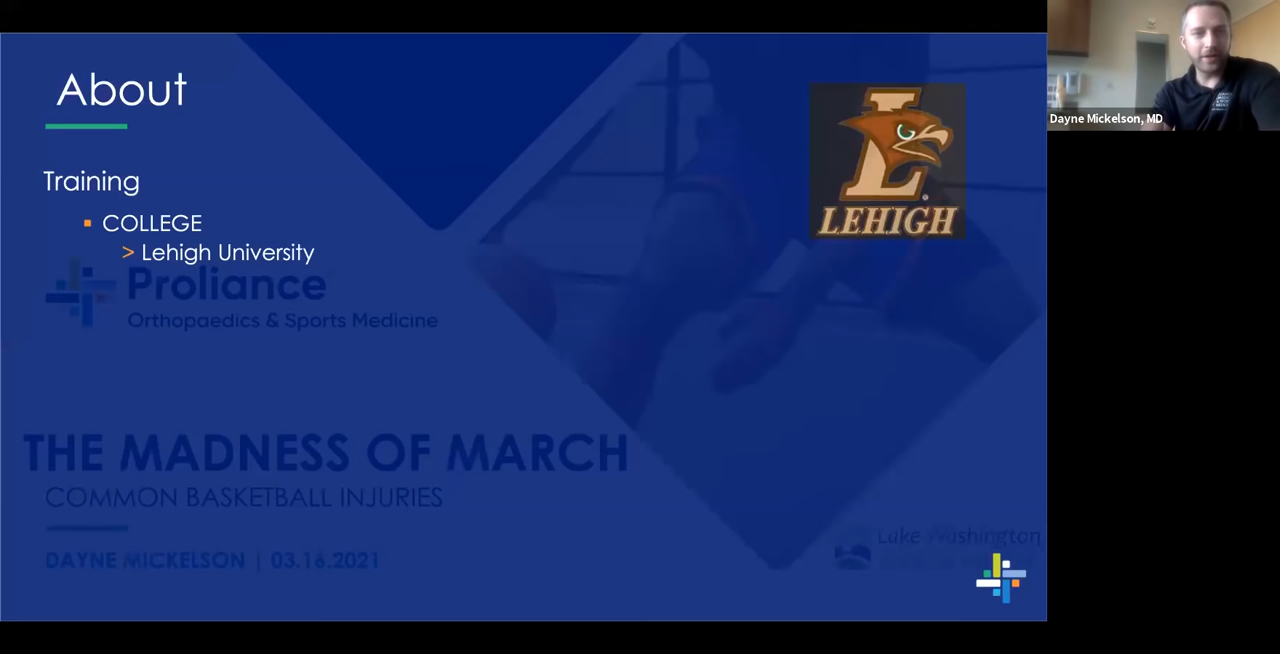 About
Training
COLLEGE
> Lehigh University
LEHIGH
Proliance
Orthopaedics & Sports Medicine
THE MADNESS OF MARCH
COMMON BASKETBALL INJURIES
DAYNE MICKELSON | 03.16.2021
Lake Washington
Dayne Mickelson, MD